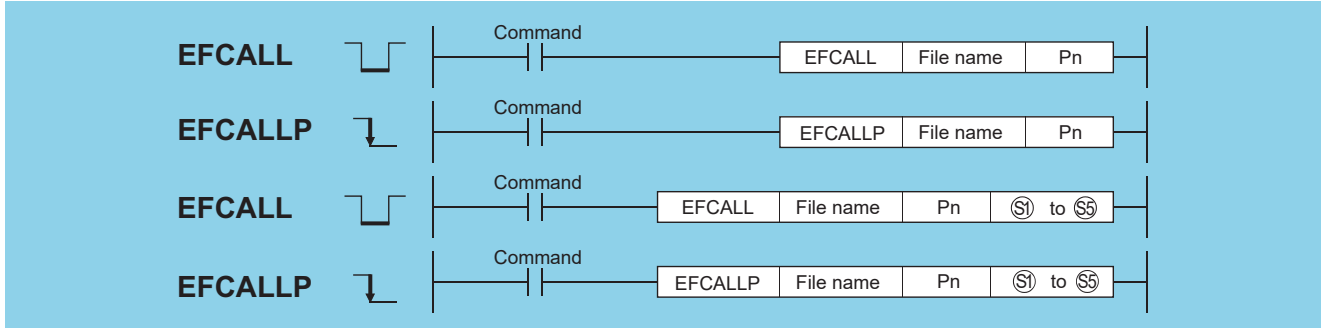 Command
EFCALL EFCALL File name Pn
Command
EFCALLP EFCALLP File name Pn
Command
EFCALL EFCALL File name Pn S1 to S5
Command
EFCALLP EFCALLP File name Pn S1 to S5